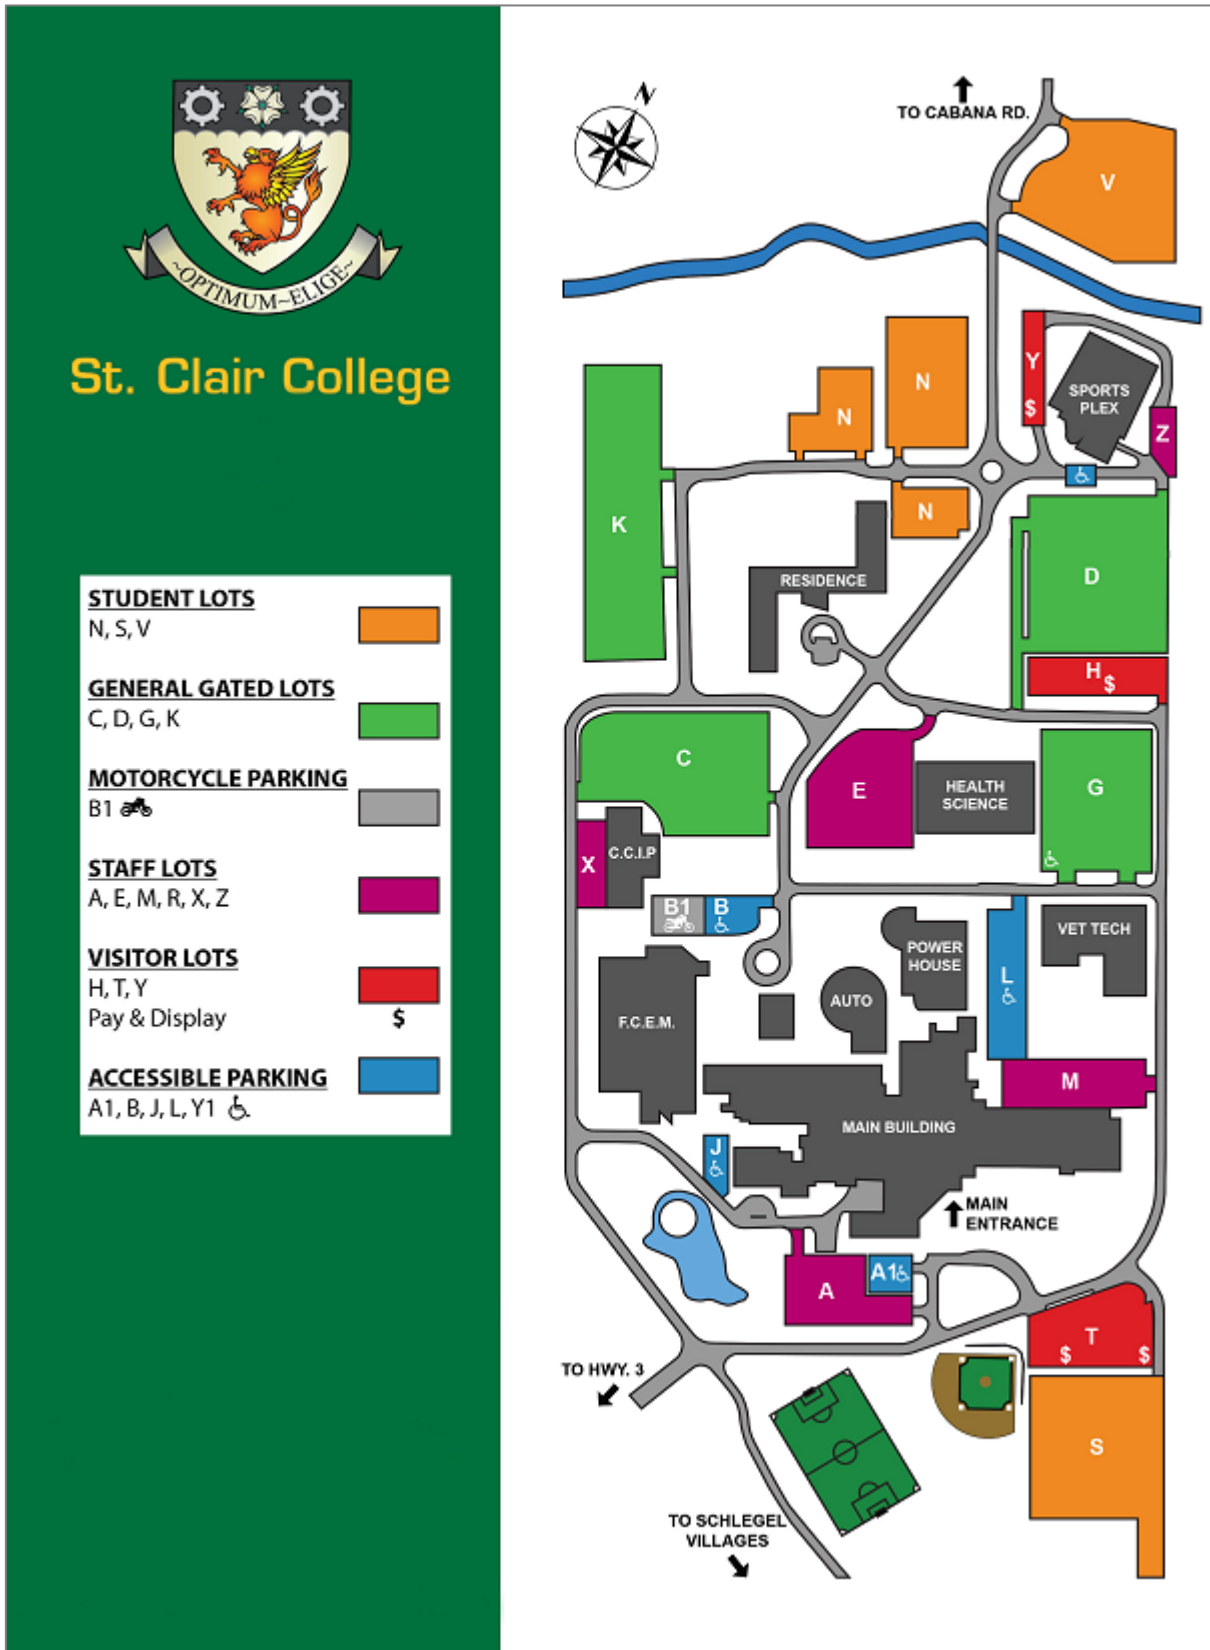 ~OPTIMUM~ELIGE~
St. Clair College
STUDENT LOTS
N, S, V
GENERAL GATED LOTS
C, D, G, K
MOTORCYCLE PARKING
B1
STAFF LOTS
A, E, M, R, X, Z
VISITOR LOTS
H, T, Y
Pay & Display $
ACCESSIBLE PARKING
A1, B, J, L, Y1
N
TO CABANA RD.
V
Y
$
SPORTS
PLEX
Z
N
N
N
K
D
RESIDENCE
H
$
C
E
HEALTH
SCIENCE
G
X
C.C.I.P
B1
B
POWER
HOUSE
VET TECH
L
AUTO
F.C.E.M.
M
MAIN BUILDING
J
MAIN
ENTRANCE
A1
A
T
$
$
TO HWY. 3
S
TO SCHLEGEL
VILLAGES